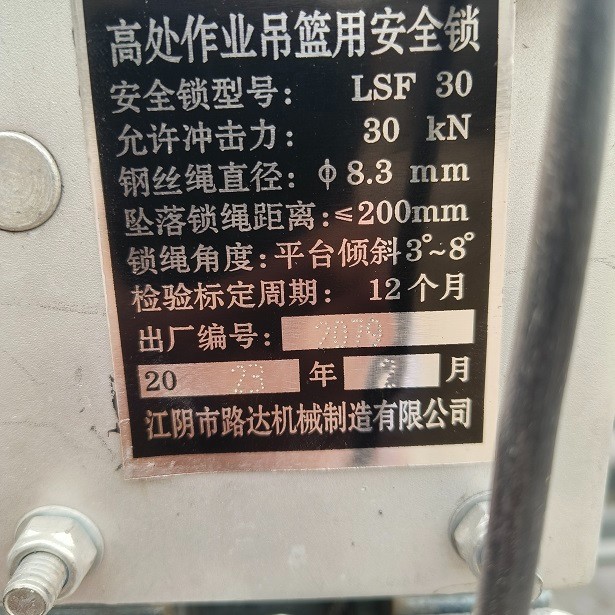 高处作业吊篮用安全锁
安全锁型号: LSF 30
允许冲击力: 30 kN
钢丝绳直径: ϕ8.3 mm
坠落锁绳距离:≤200mm
锁绳角度:平台倾斜3°~8°
检验标定周期: 12个月
出厂编号: 2079
20 23 年 月
江阴市路达机械制造有限公司